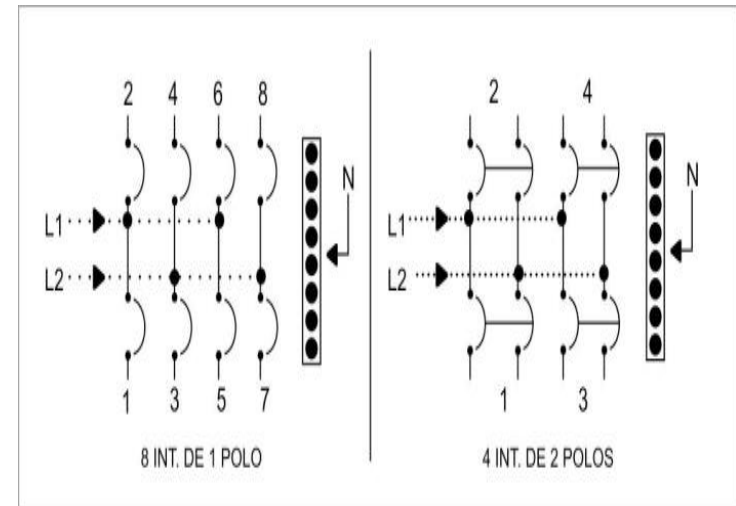 2 4 6 8
2 4
L1
N
L1
N
L2
L2
1 3 5 7
1 3
8 INT. DE 1 POLO
4 INT. DE 2 POLOS